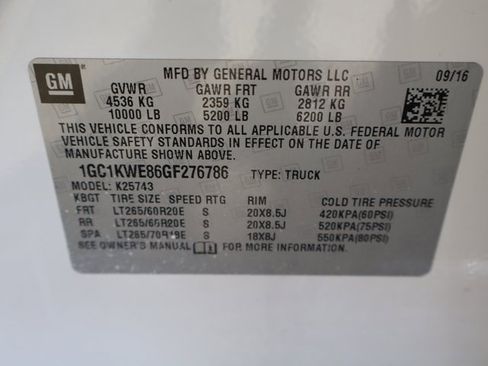 GM
MFD BY GENERAL MOTORS LLC 09/16
GVWR GAWR FRT GAWR RR
4536 KG 2359 KG 2812 KG
10000 LB 5200 LB 6200 LB
THIS VEHICLE CONFORMS TO ALL APPLICABLE U.S. FEDERAL MOTOR
VEHICLE SAFETY STANDARDS IN EFFECT ON THE DATE OF
MANUFACTURE SHOWN ABOVE.
1GC1KWE86GF276786 TYPE: TRUCK
MODEL: K25743
KBGT TIRE SIZE SPEED RTG RIM COLD TIRE PRESSURE
FRT LT265/60R20E S 20X8.5J 420KPA(60PSI)
RR LT265/60R20E S 20X8.5J 520KPA(75PSI)
SPA LT265/70R18E S 18X8J 550KPA(80PSI)
SEE OWNER'S MANUAL FOR MORE INFORMATION.